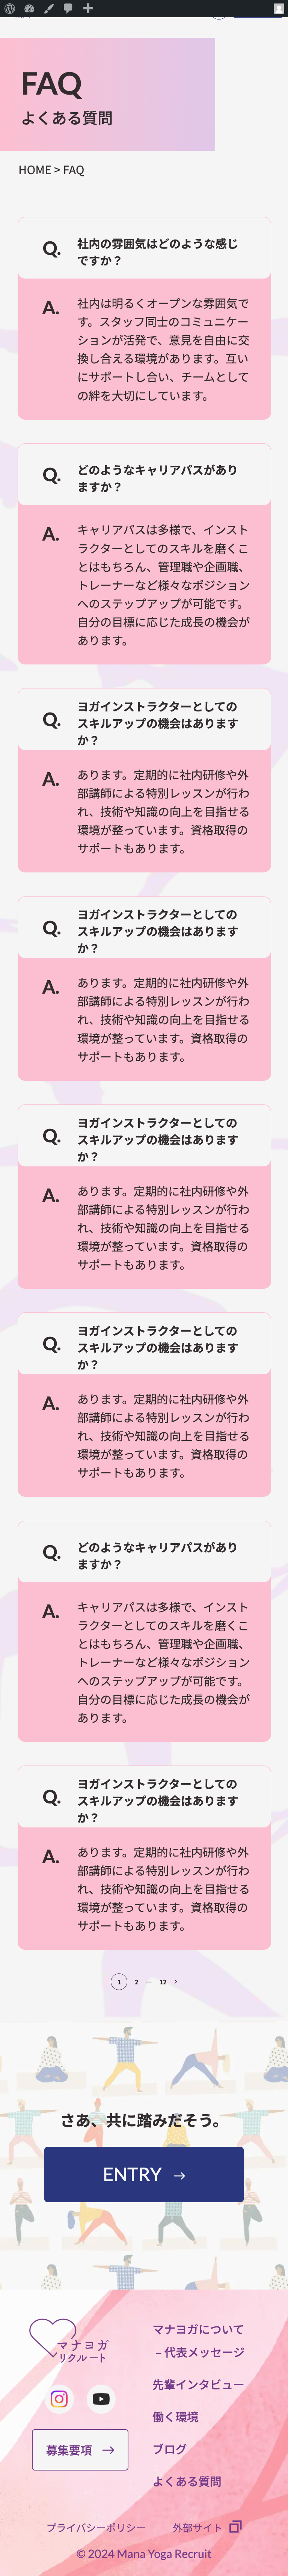 FAQ
よくある質問
HOME > FAQ
Q.
社内の雰囲気はどのような感じ
ですか？
A.
社内は明るくオープンな雰囲気で
す。スタッフ同士のコミュニケー
ションが活発で、意見を自由に交
換し合える環境があります。互い
にサポートし合い、チームとして
の絆を大切にしています。
Q.
どのようなキャリアパスがあり
ますか？
A.
キャリアパスは多様で、インスト
ラクターとしてのスキルを磨くこ
とはもちろん、管理職や企画職、
トレーナーなど様々なポジション
へのステップアップが可能です。
自分の目標に応じた成長の機会が
あります。
Q.
ヨガインストラクターとしての
スキルアップの機会はあります
か？
A.
あります。定期的に社内研修や外
部講師による特別レッスンが行わ
れ、技術や知識の向上を目指せる
環境が整っています。資格取得の
サポートもあります。
Q.
ヨガインストラクターとしての
スキルアップの機会はあります
か？
A.
あります。定期的に社内研修や外
部講師による特別レッスンが行わ
れ、技術や知識の向上を目指せる
環境が整っています。資格取得の
サポートもあります。
Q.
ヨガインストラクターとしての
スキルアップの機会はあります
か？
A.
あります。定期的に社内研修や外
部講師による特別レッスンが行わ
れ、技術や知識の向上を目指せる
環境が整っています。資格取得の
サポートもあります。
Q.
ヨガインストラクターとしての
スキルアップの機会はあります
か？
A.
あります。定期的に社内研修や外
部講師による特別レッスンが行わ
れ、技術や知識の向上を目指せる
環境が整っています。資格取得の
サポートもあります。
Q.
どのようなキャリアパスがあり
ますか？
A.
キャリアパスは多様で、インスト
ラクターとしてのスキルを磨くこ
とはもちろん、管理職や企画職、
トレーナーなど様々なポジション
へのステップアップが可能です。
自分の目標に応じた成長の機会が
あります。
Q.
ヨガインストラクターとしての
スキルアップの機会はあります
か？
A.
あります。定期的に社内研修や外
部講師による特別レッスンが行わ
れ、技術や知識の向上を目指せる
環境が整っています。資格取得の
サポートもあります。
1 2 — 12 >
さあ、共に踏みだそう。
ENTRY →
マナヨガ
リクルート
募集要項 →
マナヨガについて
– 代表メッセージ
先輩インタビュー
働く環境
ブログ
よくある質問
プライバシーポリシー 外部サイト
© 2024 Mana Yoga Recruit